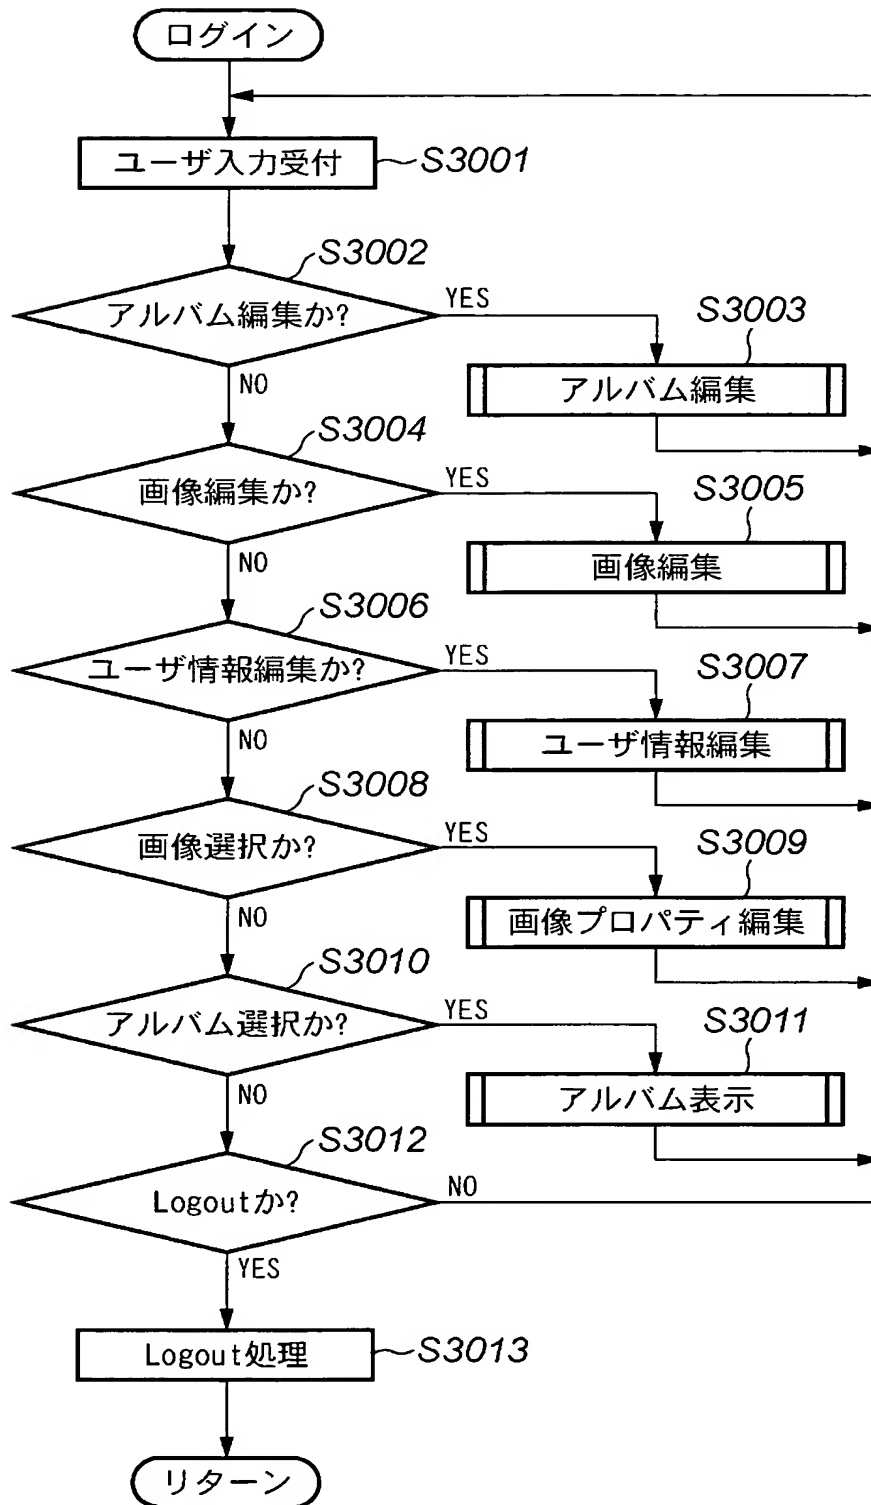 ログイン
ユーザ入力受付
S3001
S3002
アルバム編集か?
YES
S3003
アルバム編集
NO
S3004
画像編集か?
YES
S3005
画像編集
NO
S3006
ユーザ情報編集か?
YES
S3007
ユーザ情報編集
NO
S3008
画像選択か?
YES
S3009
画像プロパティ編集
NO
S3010
アルバム選択か?
YES
S3011
アルバム表示
NO
S3012
Logoutか?
NO
YES
Logout処理
S3013
リターン